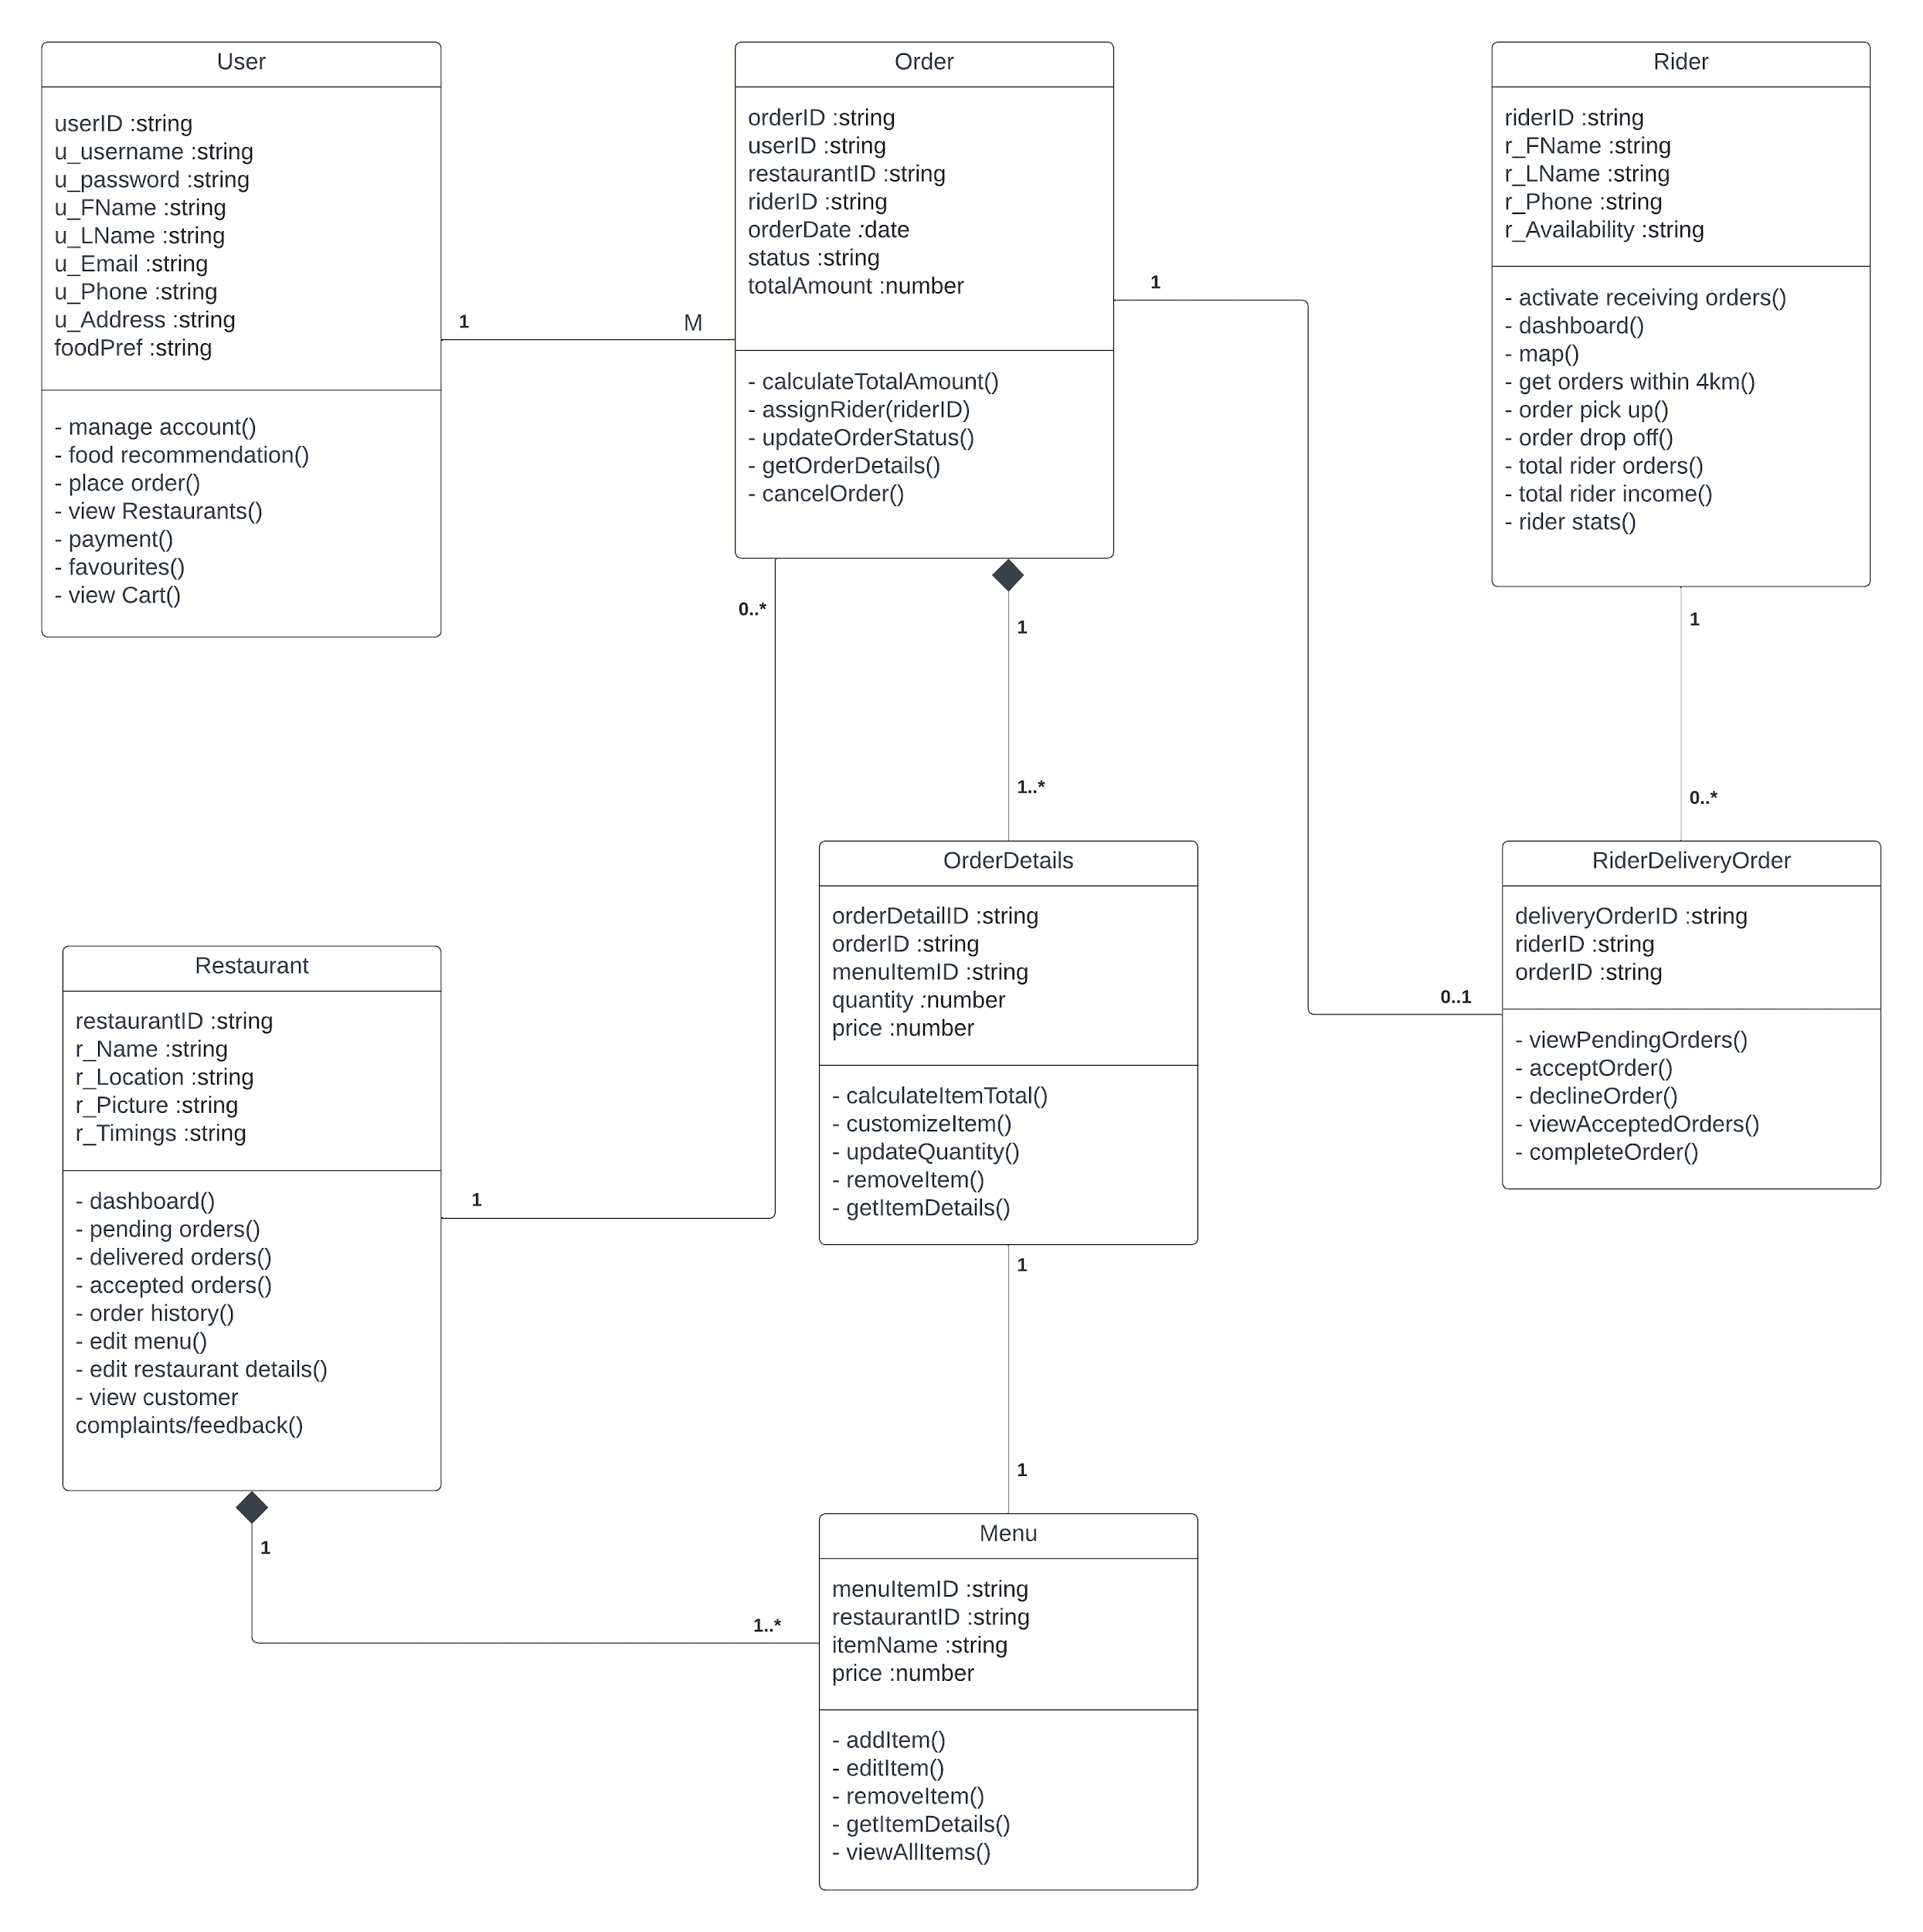 User
userID :string
u_username :string
u_password :string
u_FName :string
u_LName :string
u_Email :string
u_Phone :string
u_Address :string
foodPref :string
- manage account()
- food recommendation()
- place order()
- view Restaurants()
- payment()
- favourites()
- view Cart()
1
M
Order
orderID :string
userID :string
restaurantID :string
riderID :string
orderDate :date
status :string
totalAmount :number
- calculateTotalAmount()
- assignRider(riderID)
- updateOrderStatus()
- getOrderDetails()
- cancelOrder()
1
0..*
1
1..*
Rider
riderID :string
r_FName :string
r_LName :string
r_Phone :string
r_Availability :string
- activate receiving orders()
- dashboard()
- map()
- get orders within 4km()
- order pick up()
- order drop off()
- total rider orders()
- total rider income()
- rider stats()
1
0..*
OrderDetails
orderDetailID :string
orderID :string
menuItemID :string
quantity :number
price :number
- calculateItemTotal()
- customizeItem()
- updateQuantity()
- removeItem()
- getItemDetails()
1
1
RiderDeliveryOrder
deliveryOrderID :string
riderID :string
orderID :string
- viewPendingOrders()
- acceptOrder()
- declineOrder()
- viewAcceptedOrders()
- completeOrder()
0..1
Restaurant
restaurantID :string
r_Name :string
r_Location :string
r_Picture :string
r_Timings :string
- dashboard()
- pending orders()
- delivered orders()
- accepted orders()
- order history()
- edit menu()
- edit restaurant details()
- view customer
complaints/feedback()
1
1
1..*
Menu
menuItemID :string
restaurantID :string
itemName :string
price :number
- addItem()
- editItem()
- removeItem()
- getItemDetails()
- viewAllItems()